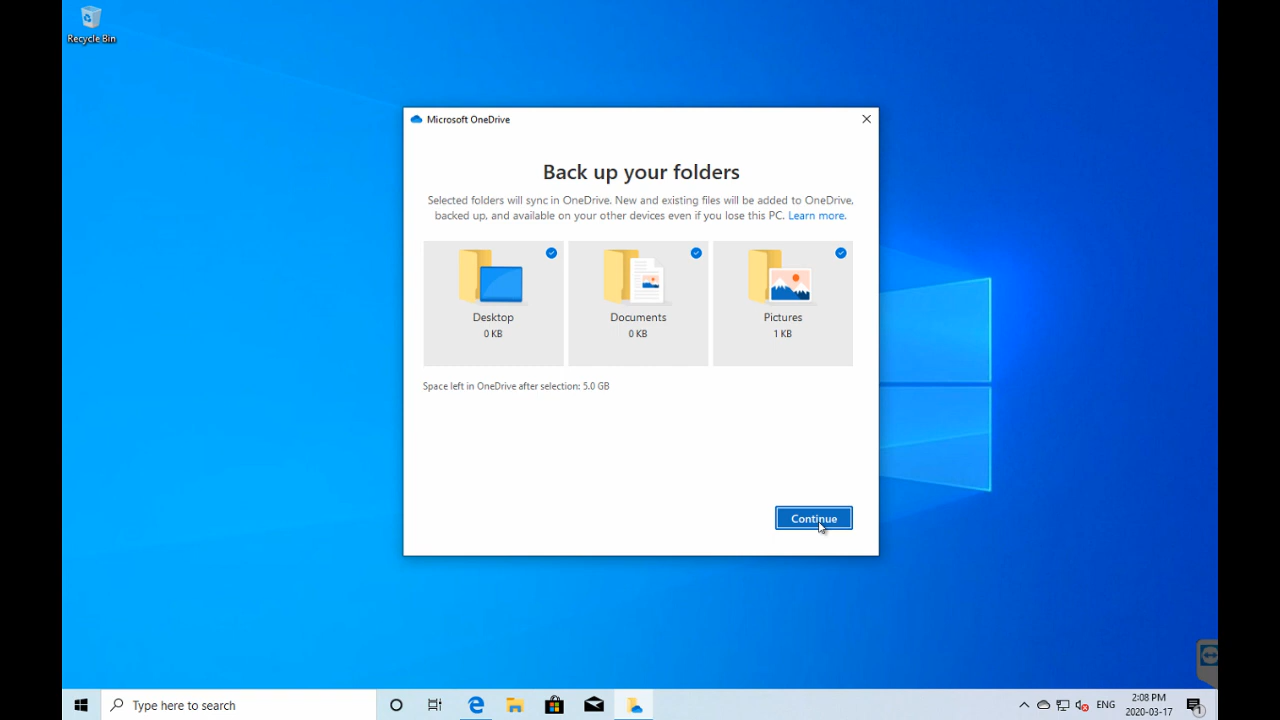 Recycle Bin
Microsoft OneDrive
Back up your folders
Selected folders will sync in OneDrive. New and existing files will be added to OneDrive,
backed up, and available on your other devices even if you lose this PC. Learn more.
Desktop
0 KB
Documents
0 KB
Pictures
1 KB
Space left in OneDrive after selection: 5.0 GB
Continue
Type here to search
ENG
2:08 PM
2020-03-17
1